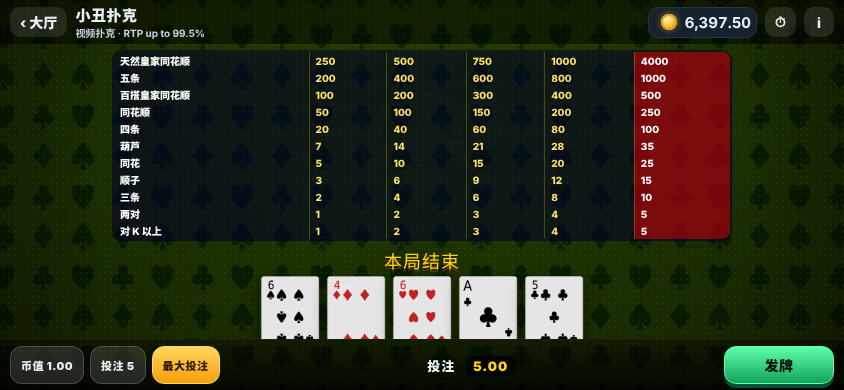 ‹ 大厅
小丑扑克
视频扑克 · RTP up to 99.5%
6,397.50
i
天然皇家同花顺 250 500 750 1000 4000
五条 200 400 600 800 1000
百搭皇家同花顺 100 200 300 400 500
同花顺 50 100 150 200 250
四条 20 40 60 80 100
葫芦 7 14 21 28 35
同花 5 10 15 20 25
顺子 3 6 9 12 15
三条 2 4 6 8 10
两对 1 2 3 4 5
对 K 以上 1 2 3 4 5
本局结束
6 4 6 A 5
币值 1.00
投注 5
最大投注
投注 5.00
发牌